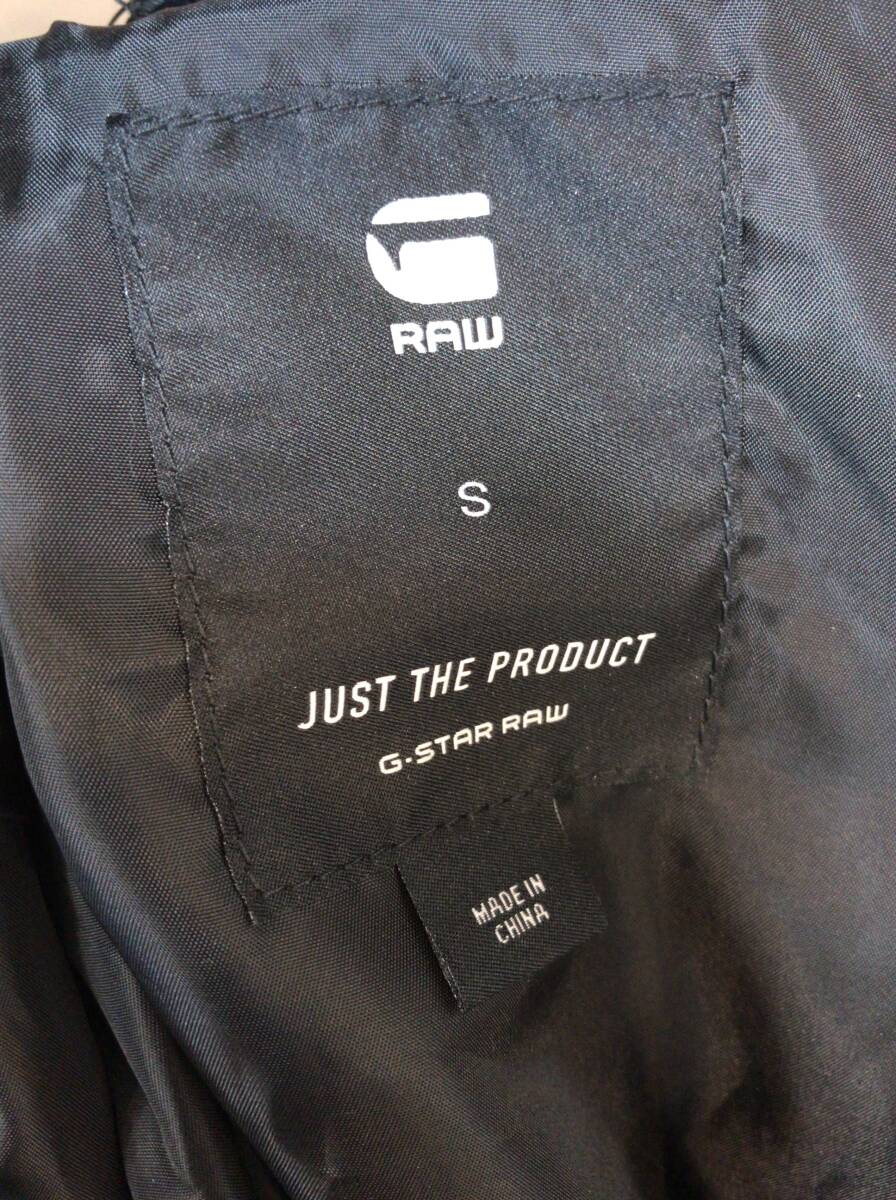 G
RAW
S
JUST THE PRODUCT
G-STAR RAW
MADE IN
CHINA